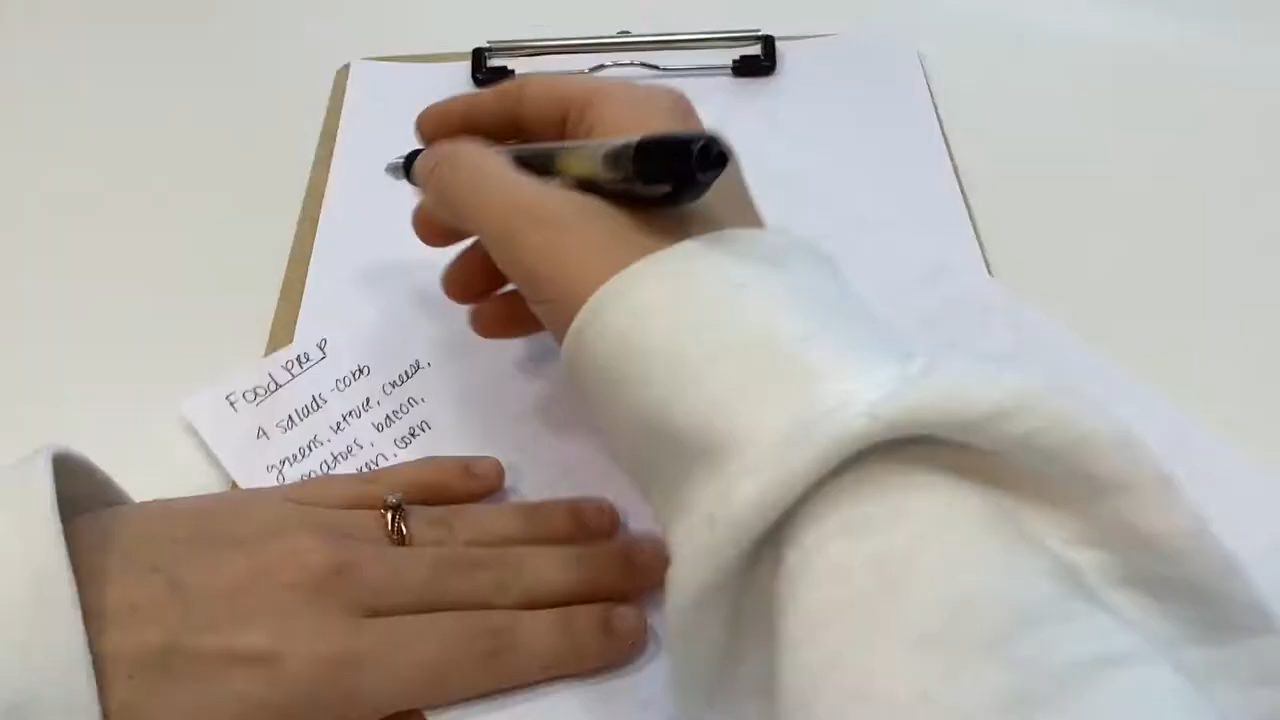 Food prep
4 salads - cobb
greens, lettuce, cheese,
bacon,
corn